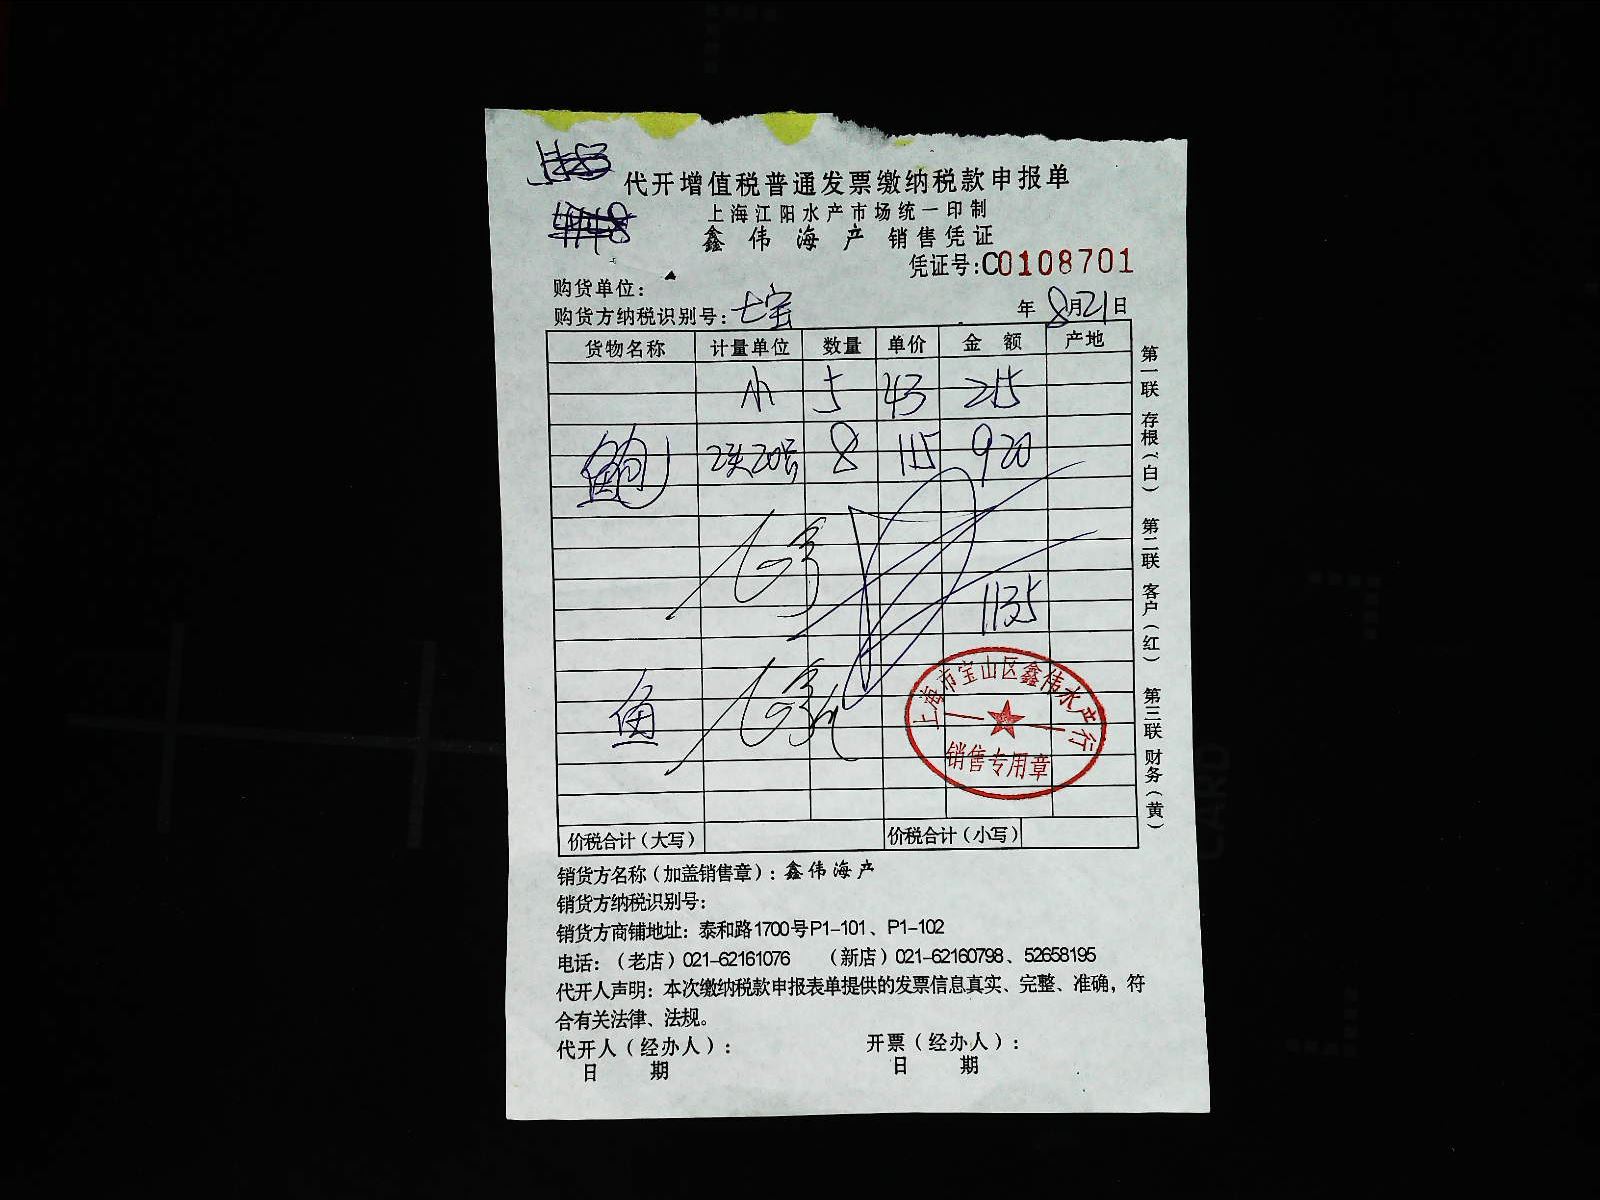 代开增值税普通发票缴纳税款申报单
上海江阳水产市场统一印制
鑫伟海产 销售凭证
凭证号:C0108701
购货单位:
购货方纳税识别号: 七宝 年 8月21日
货物名称 计量单位 数量 单价 金额 产地
小 5 43 215
鲍 8 115 920
1135
鱼
上海市宝山区鑫伟水产行
销售专用章
价税合计(大写) 价税合计(小写)
第一联 存根(白) 第二联 客户(红) 第三联 财务(黄)
销货方名称(加盖销售章): 鑫伟海产
销货方纳税识别号:
销货方商铺地址: 泰和路1700号P1-101、P1-102
电话:(老店)021-62161076 (新店)021-62160798、52658195
代开人声明: 本次缴纳税款申报表单提供的发票信息真实、完整、准确,符
合有关法律、法规。
代开人(经办人): 开票(经办人):
日 期 日 期
CARD